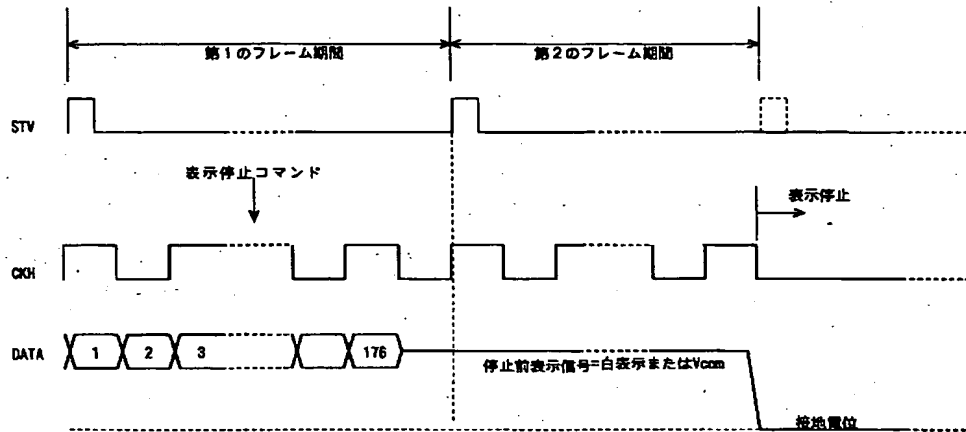 第1のフレーム期間
第2のフレーム期間
STV
表示停止コマンド
表示停止
CKH
DATA
1
2
3
176
停止前表示信号=白表示またはVcom
接地電位